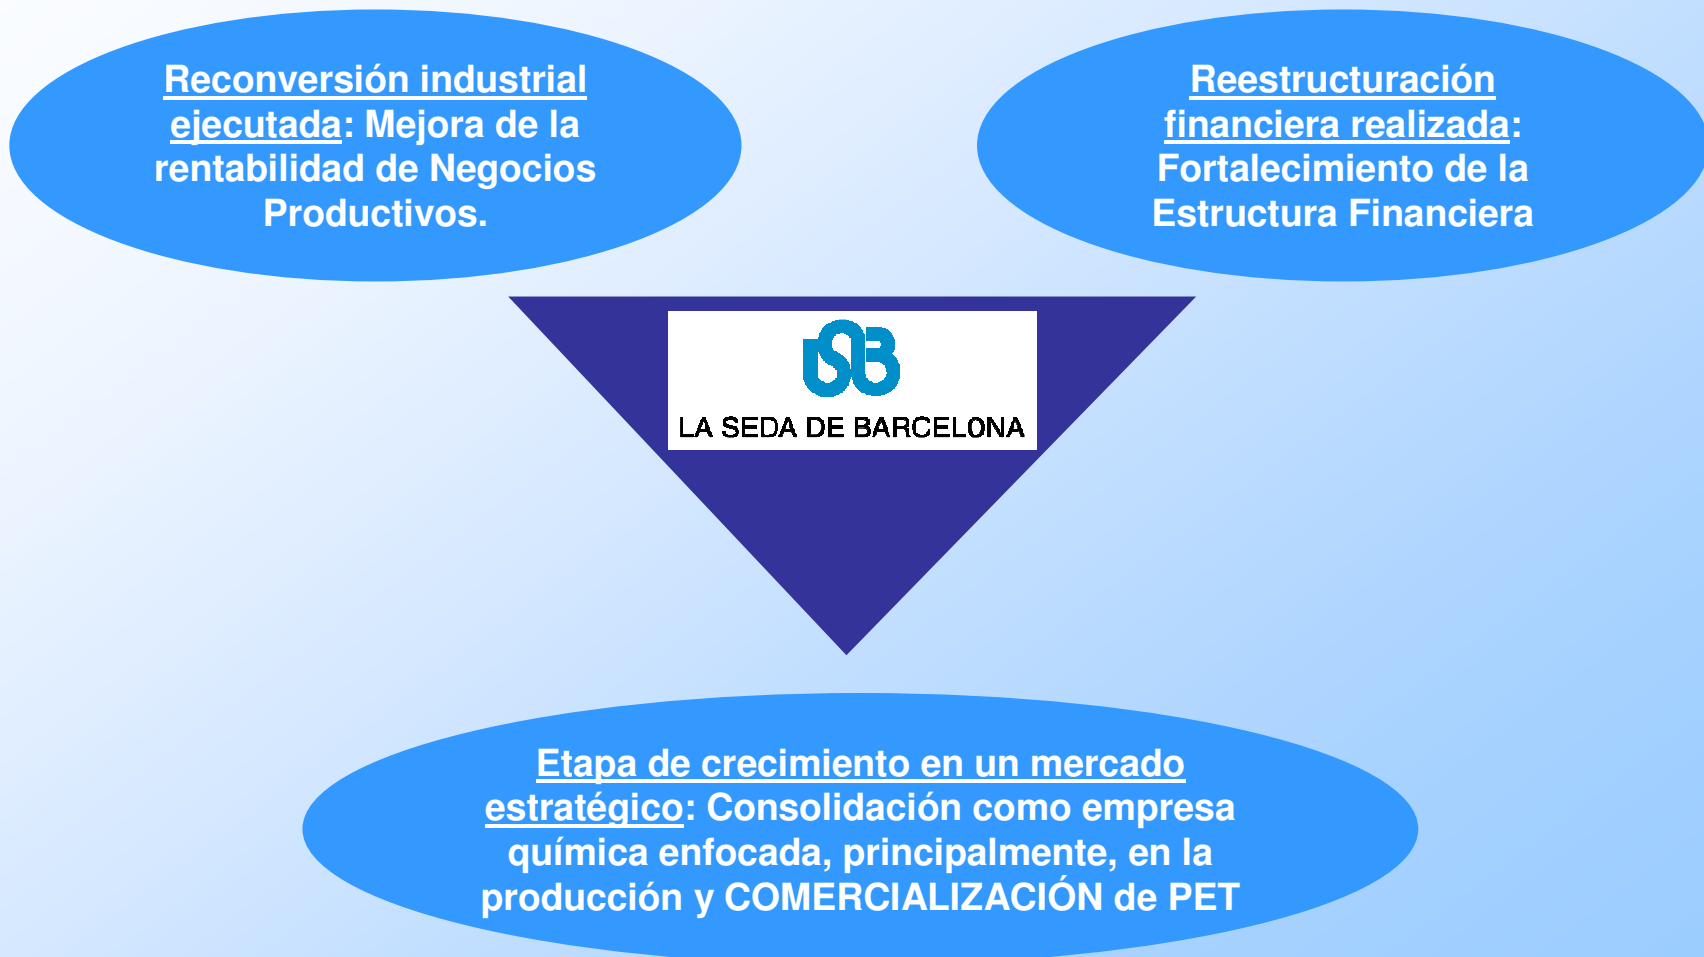 Reconversión industrial
ejecutada: Mejora de la
rentabilidad de Negocios
Productivos.
Reestructuración
financiera realizada:
Fortalecimiento de la
Estructura Financiera
LSB
LA SEDA DE BARCELONA
Etapa de crecimiento en un mercado
estratégico: Consolidación como empresa
química enfocada, principalmente, en la
producción y COMERCIALIZACIÓN de PET